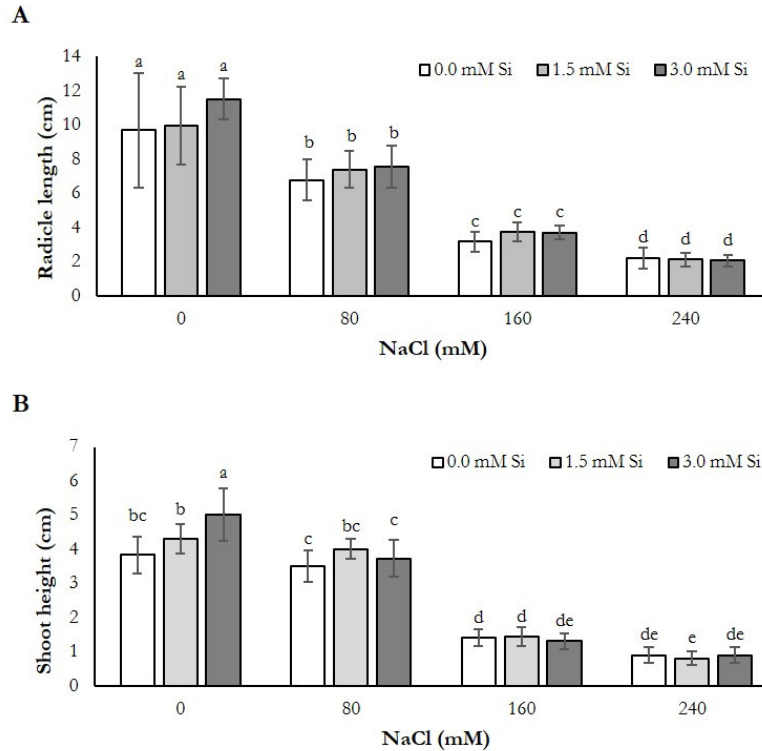 A
a a a
14
0.0 mM Si 1.5 mM Si 3.0 mM Si
12
10
b b b
8
6
c c c
4
d d d
2
0
Radicle length (cm)
0 80 160 240
NaCl (mM)
B
7
0.0 mM Si 1.5 mM Si 3.0 mM Si
6
a
bc b
5
c bc c
4
3
d d de
2
de e de
1
0
Shoot height (cm)
0 80 160 240
NaCl (mM)